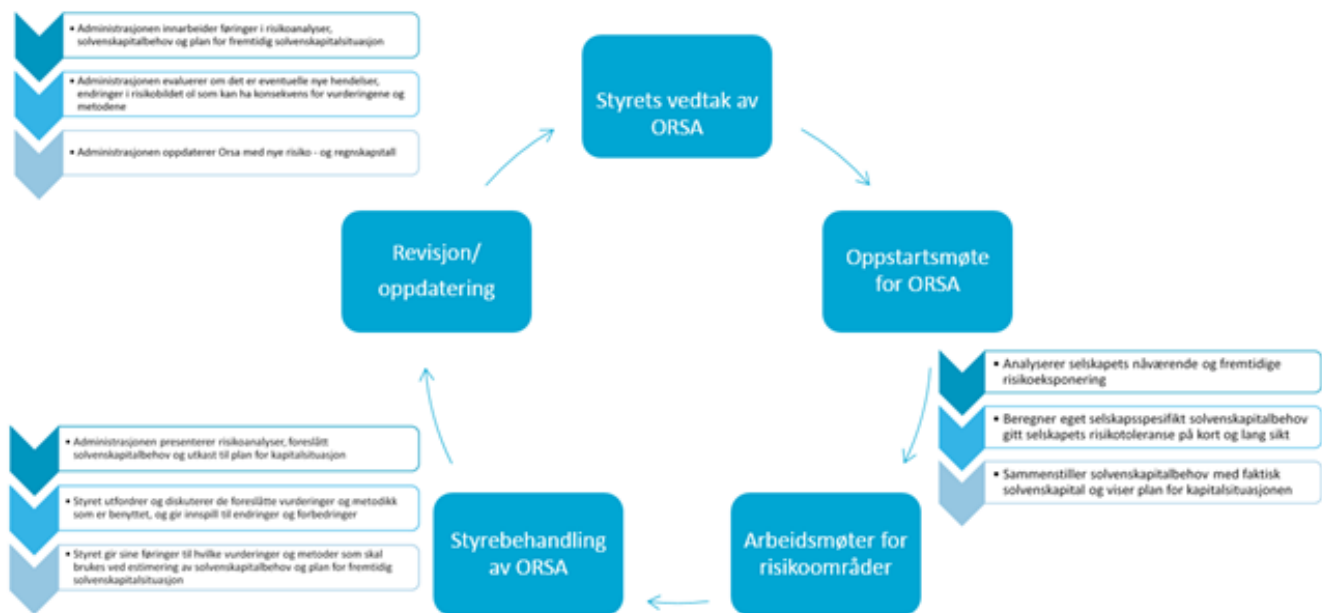 • Administrasjonen innarbeider føringer i risikoanalyser,
solvenskapitalbehov og plan for fremtidig solvenskapitalsituasjon
• Administrasjonen evaluerer om det er eventuelle nye hendelser,
endringer i risikobildet ol som kan ha konsekvens for vurderingene og
metodene
• Administrasjonen oppdaterer Orsa med nye risiko - og regnskapstall
Styrets vedtak av
ORSA
Oppstartsmøte
for ORSA
• Analyserer selskapets nåværende og fremtidige
risikoeksponering
• Beregner eget selskapsspesifikt solvenskapitalbehov
gitt selskapets risikotoleranse på kort og lang sikt
• Sammenstiller solvenskapitalbehov med faktisk
solvenskapital og viser plan for kapitalsituasjonen
Arbeidsmøter for
risikoområder
Styrebehandling
av ORSA
• Administrasjonen presenterer risikoanalyser, foreslått
solvenskapitalbehov og utkast til plan for kapitalsituasjon
• Styret utfordrer og diskuterer de foreslåtte vurderinger og metodikk
som er benyttet, og gir innspill til endringer og forbedringer
• Styret gir sine føringer til hvilke vurderinger og metoder som skal
brukes ved estimering av solvenskapitalbehov og plan for fremtidig
solvenskapitalsituasjon
Revisjon/
oppdatering